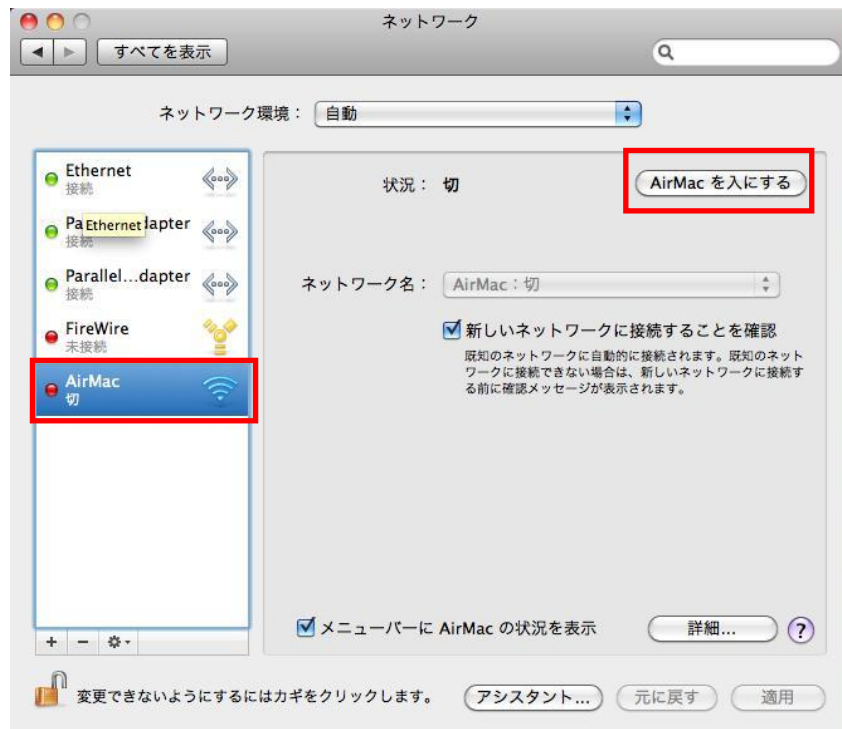 ネットワーク
すべてを表示
ネットワーク環境： 自動
Ethernet
接続
Pa
Ethernet
dapter
接続
Parallel...dapter
接続
FireWire
未接続
AirMac
切
状況： 切
AirMac を入にする
ネットワーク名： AirMac：切
新しいネットワークに接続することを確認
既知のネットワークに自動的に接続されます。既知のネット
ワークに接続できない場合は、新しいネットワークに接続す
る前に確認メッセージが表示されます。
メニューバーに AirMac の状況を表示
詳細...
?
変更できないようにするにはカギをクリックします。
アシスタント...
元に戻す
適用